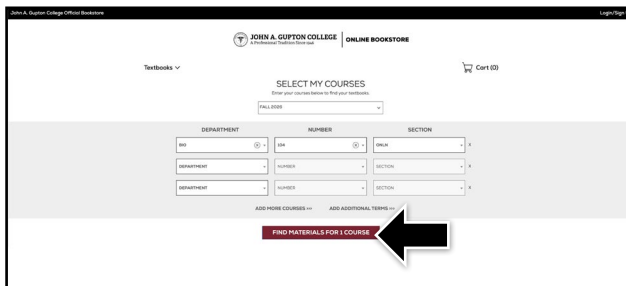 John A. Gupton College Official Bookstore
Login/Sign
JOHN A. GUPTON COLLEGE
A Professional Tradition Since 1946
ONLINE BOOKSTORE
Textbooks
Cart (0)
SELECT MY COURSES
Enter your courses below to find your textbooks.
FALL 2020
DEPARTMENT NUMBER SECTION
BIO 104 ONLN X
DEPARTMENT NUMBER SECTION X
DEPARTMENT NUMBER SECTION X
ADD MORE COURSES >> ADD ADDITIONAL TERMS >>
FIND MATERIALS FOR 1 COURSE